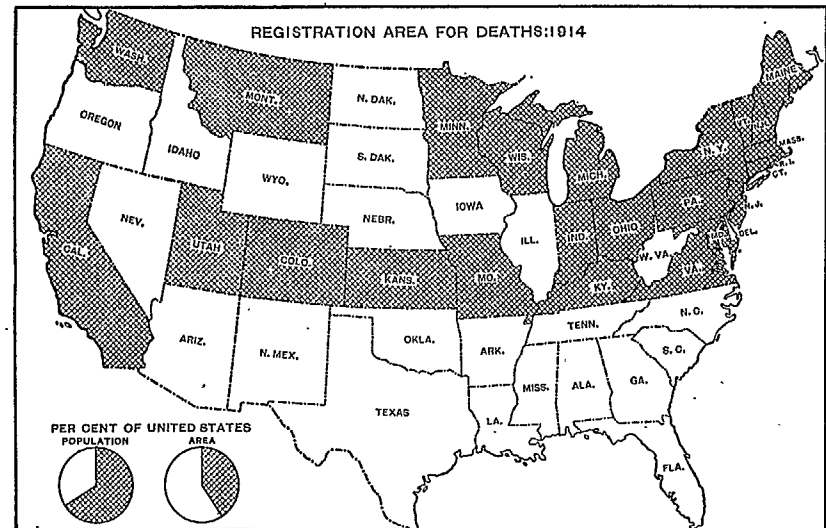 REGISTRATION AREA FOR DEATHS:1914
WASH.
MONT.
N. DAK.
MINN.
MAINE
OREGON
IDAHO
S. DAK.
WIS.
MICH.
N.Y.
VT.
N.H.
MASS.
R.I.
CT.
WYO.
IOWA
PA.
N.J.
NEV.
UTAH
NEBR.
ILL.
IND.
OHIO
MD.
DEL.
CAL.
COLO.
KANS.
MO.
W. VA.
VA.
KY.
ARIZ.
N. MEX.
OKLA.
ARK.
TENN.
N. C.
S. C.
TEXAS
LA.
MISS.
ALA.
GA.
FLA.
PER CENT OF UNITED STATES
POPULATION AREA